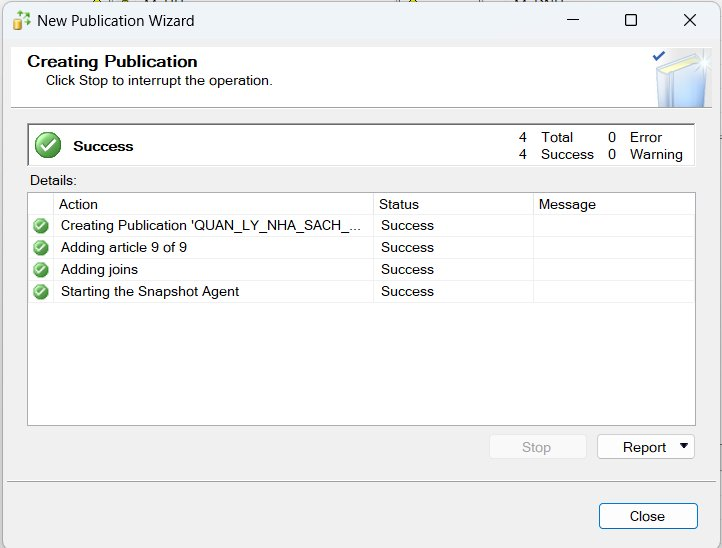 New Publication Wizard
Creating Publication
Click Stop to interrupt the operation.
Success
4 Total 0 Error
4 Success 0 Warning
Details:
Action Status Message
Creating Publication 'QUAN_LY_NHA_SACH_... Success
Adding article 9 of 9 Success
Adding joins Success
Starting the Snapshot Agent Success
Stop Report
Close